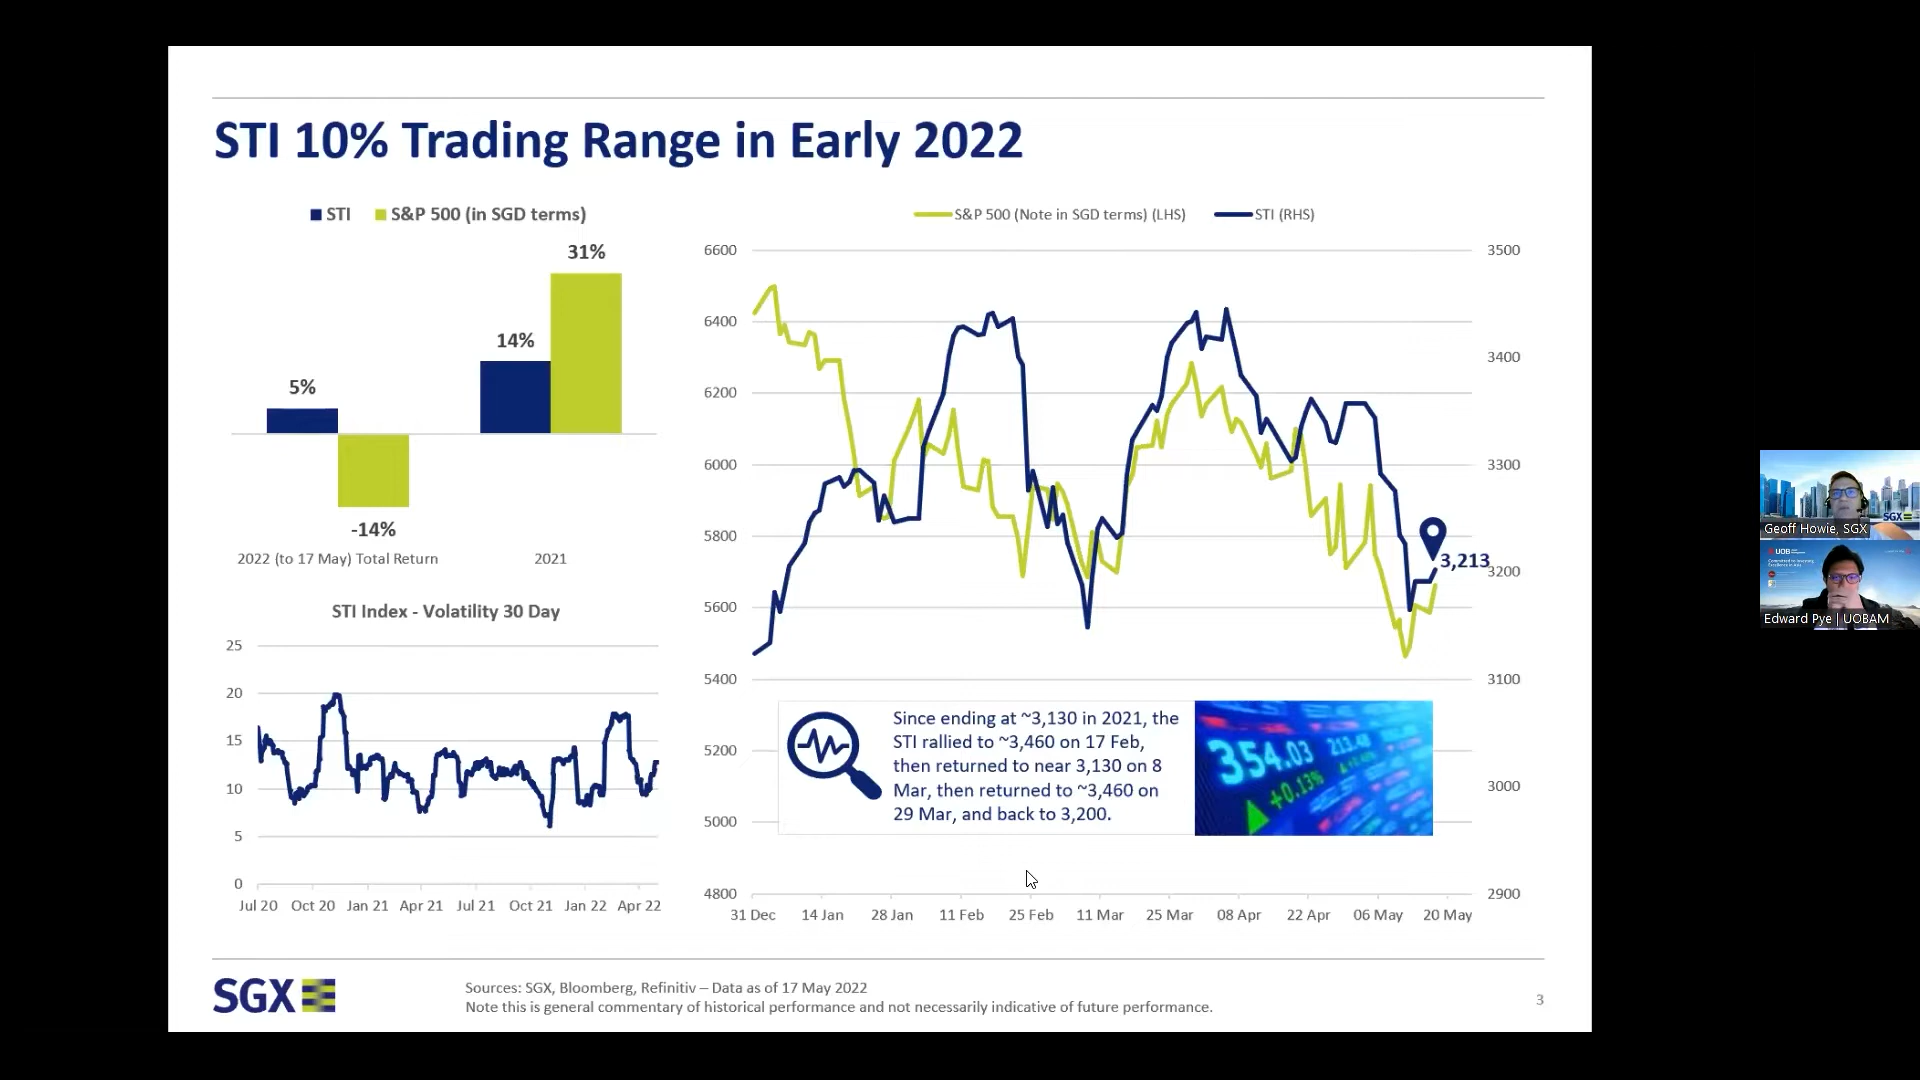 STI 10% Trading Range in Early 2022
STI S&P 500 (in SGD terms)
31%
14%
5%
-14%
2022 (to 17 May) Total Return 2021
STI Index - Volatility 30 Day
25
20
15
10
5
0
Jul 20 Oct 20 Jan 21 Apr 21 Jul 21 Oct 21 Jan 22 Apr 22
S&P 500 (Note in SGD terms) (LHS) STI (RHS)
6600 3500
6400
3400
6200
6000 3300
5800
3,213
3200
5600
5400 3100
5200
3000
5000
4800 2900
31 Dec 14 Jan 28 Jan 11 Feb 25 Feb 11 Mar 25 Mar 08 Apr 22 Apr 06 May 20 May
Since ending at ~3,130 in 2021, the
STI rallied to ~3,460 on 17 Feb,
then returned to near 3,130 on 8
Mar, then returned to ~3,460 on
29 Mar, and back to 3,200.
354.03
+0.13%
SGX
Sources: SGX, Bloomberg, Refinitiv – Data as of 17 May 2022
Note this is general commentary of historical performance and not necessarily indicative of future performance.
3
SGX
Geoff Howie, SGX
UOB
Edward Pye | UOBAM